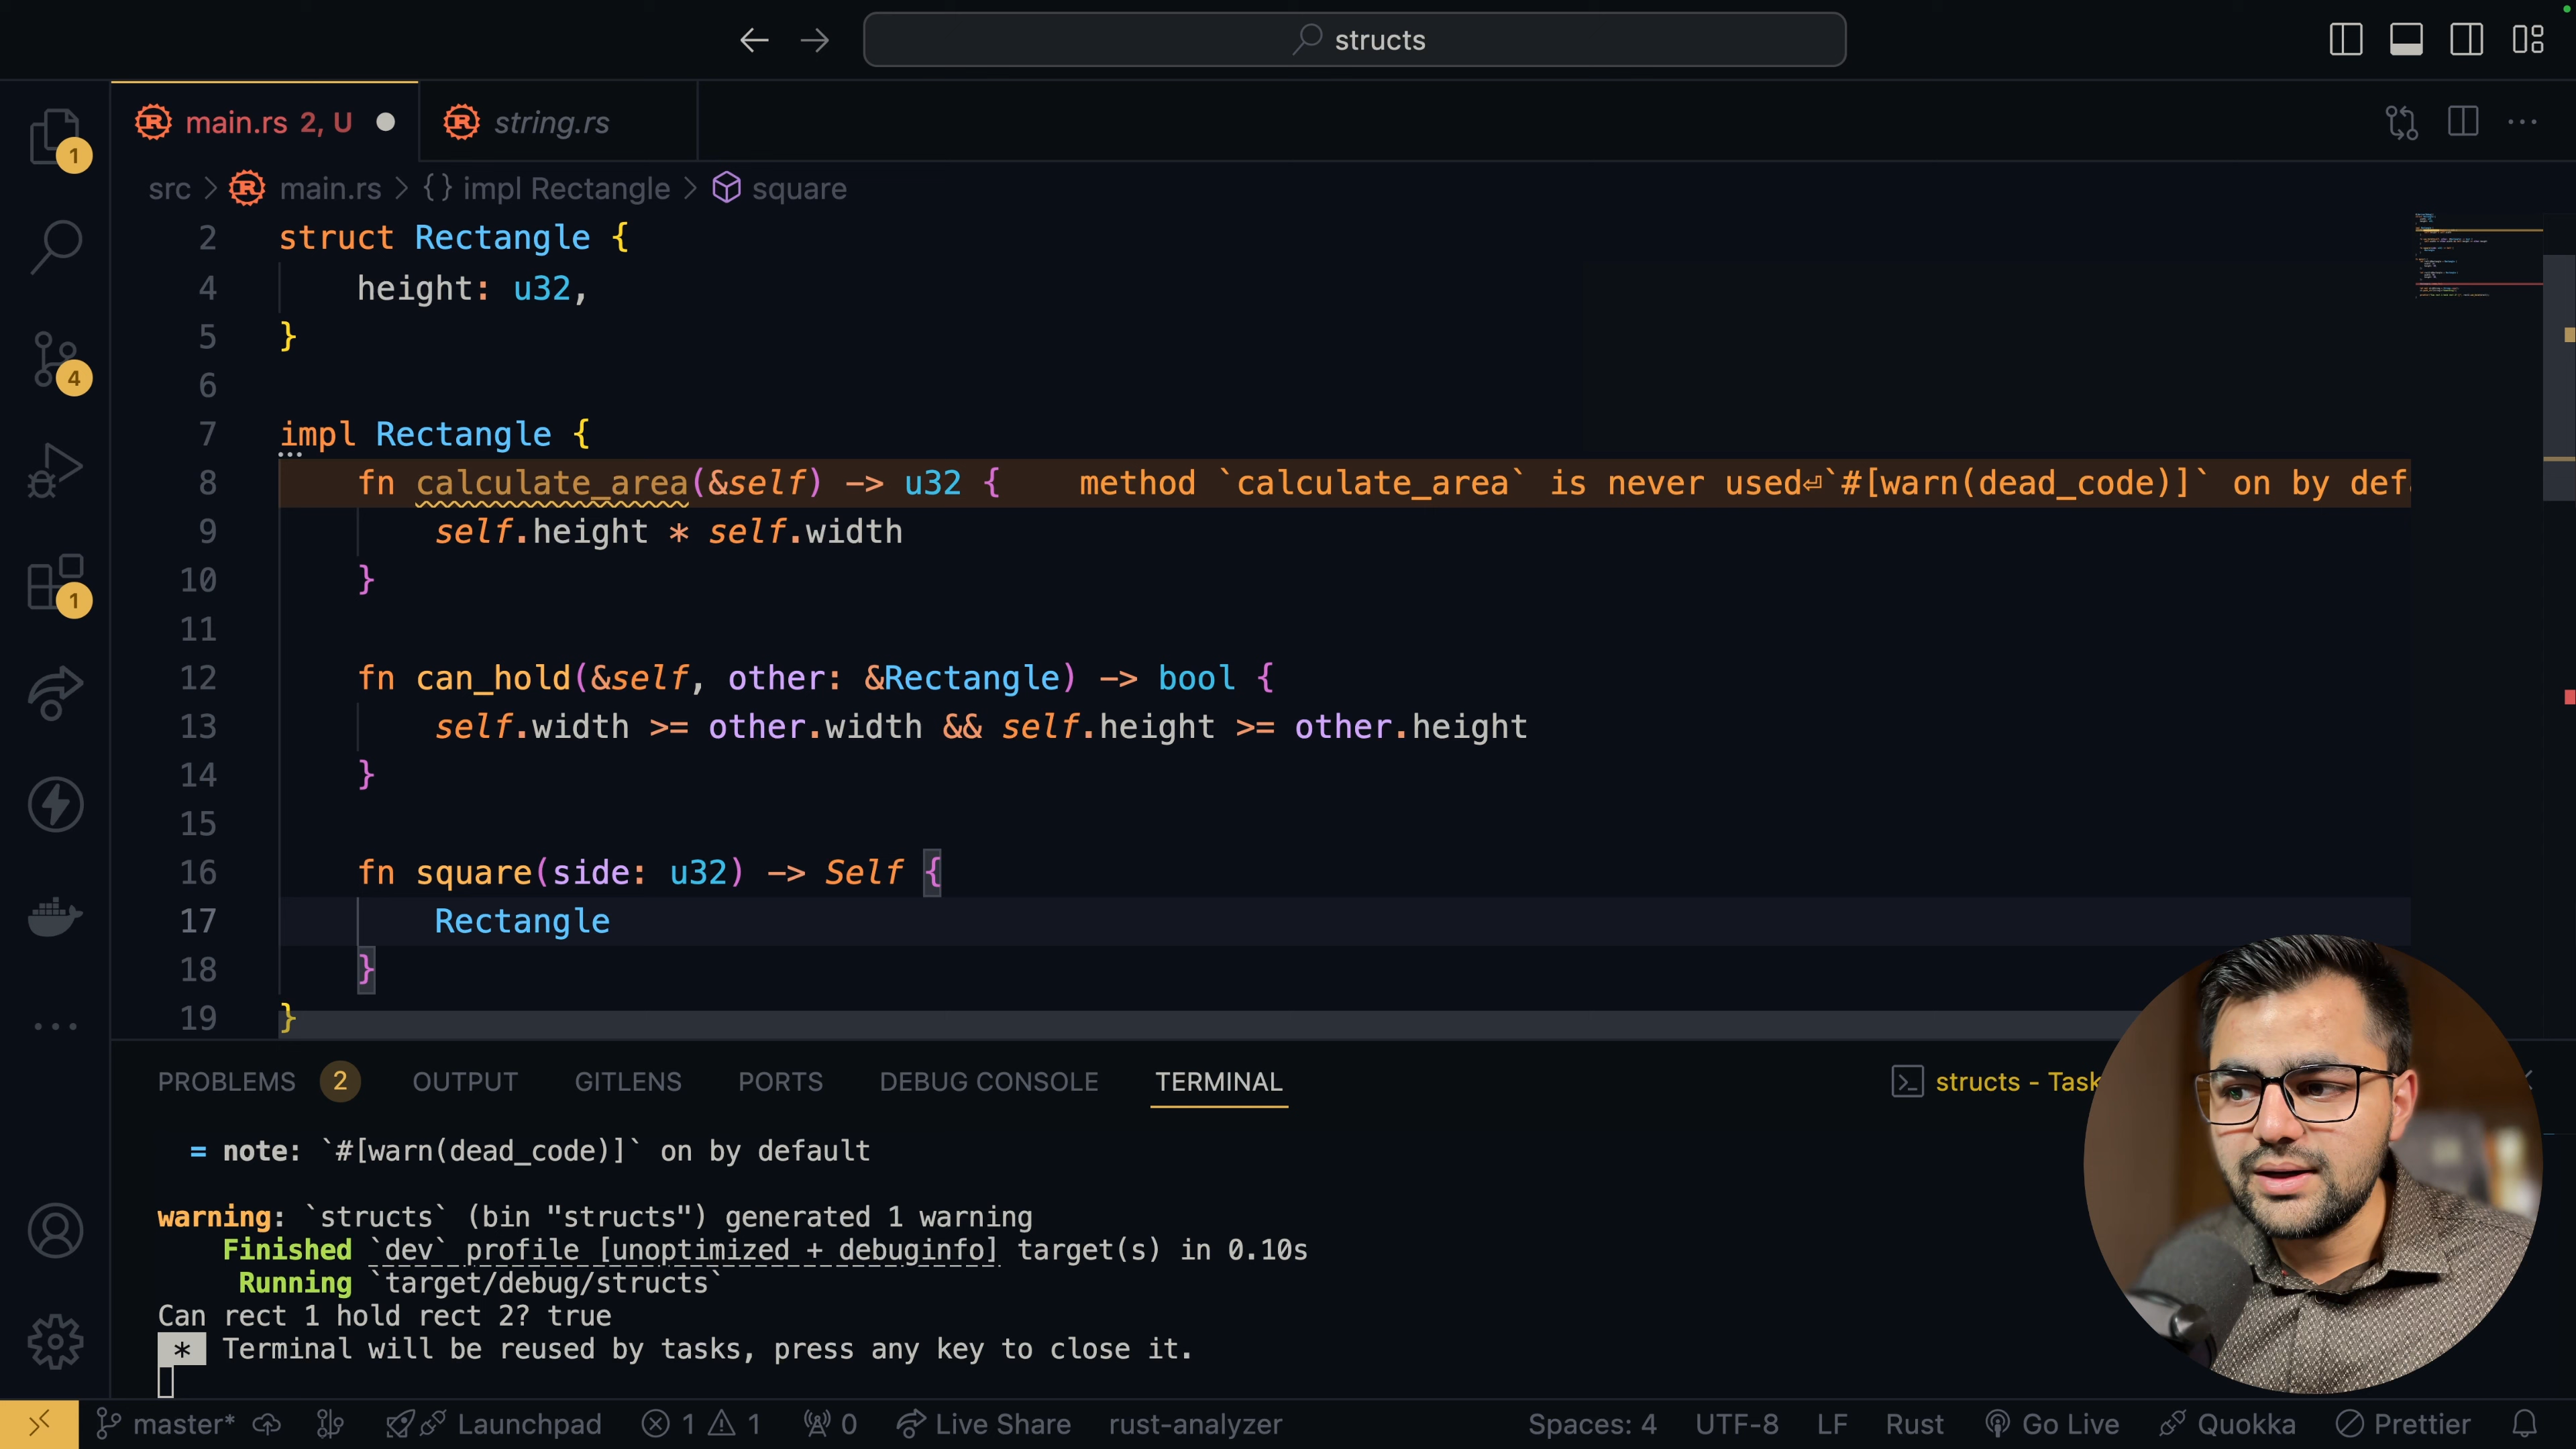 structs
main.rs 2, U
string.rs
src > main.rs > {} impl Rectangle > square
2 struct Rectangle {
4 height: u32,
5 }
6
7 impl Rectangle {
8 fn calculate_area(&self) -> u32 { method `calculate_area` is never used⏎`#[warn(dead_code)]` on by def
9 self.height * self.width
10 }
11
12 fn can_hold(&self, other: &Rectangle) -> bool {
13 self.width >= other.width && self.height >= other.height
14 }
15
16 fn square(side: u32) -> Self {
17 Rectangle
18 }
19 }
1
4
1
PROBLEMS 2 OUTPUT GITLENS PORTS DEBUG CONSOLE TERMINAL
structs - Task
= note: `#[warn(dead_code)]` on by default
warning: `structs` (bin "structs") generated 1 warning
Finished `dev` profile [unoptimized + debuginfo] target(s) in 0.10s
Running `target/debug/structs`
Can rect 1 hold rect 2? true
* Terminal will be reused by tasks, press any key to close it.
master* Launchpad 1 1 0 Live Share rust-analyzer Spaces: 4 UTF-8 LF Rust Go Live Quokka Prettier